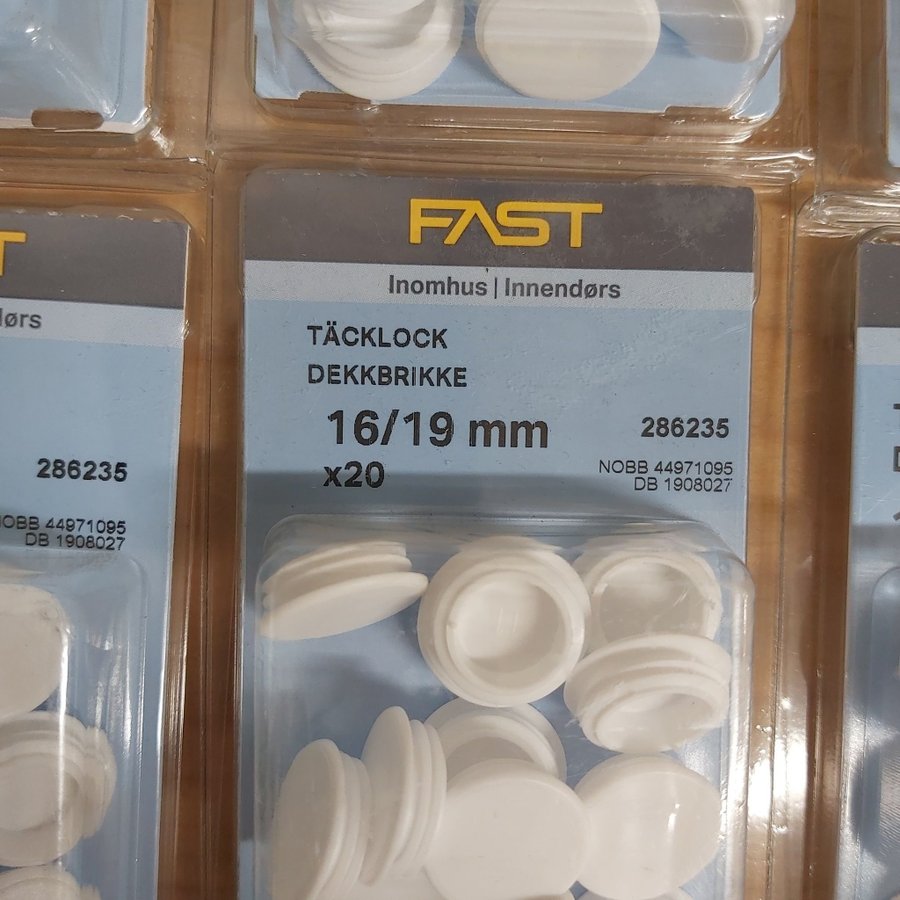 FAST
Inomhus | Innendørs
TÄCKLOCK
DEKKBRIKKE
16/19 mm
x20
286235
NOBB 44971095
DB 1908027
286235
NOBB 44971095
DB 1908027